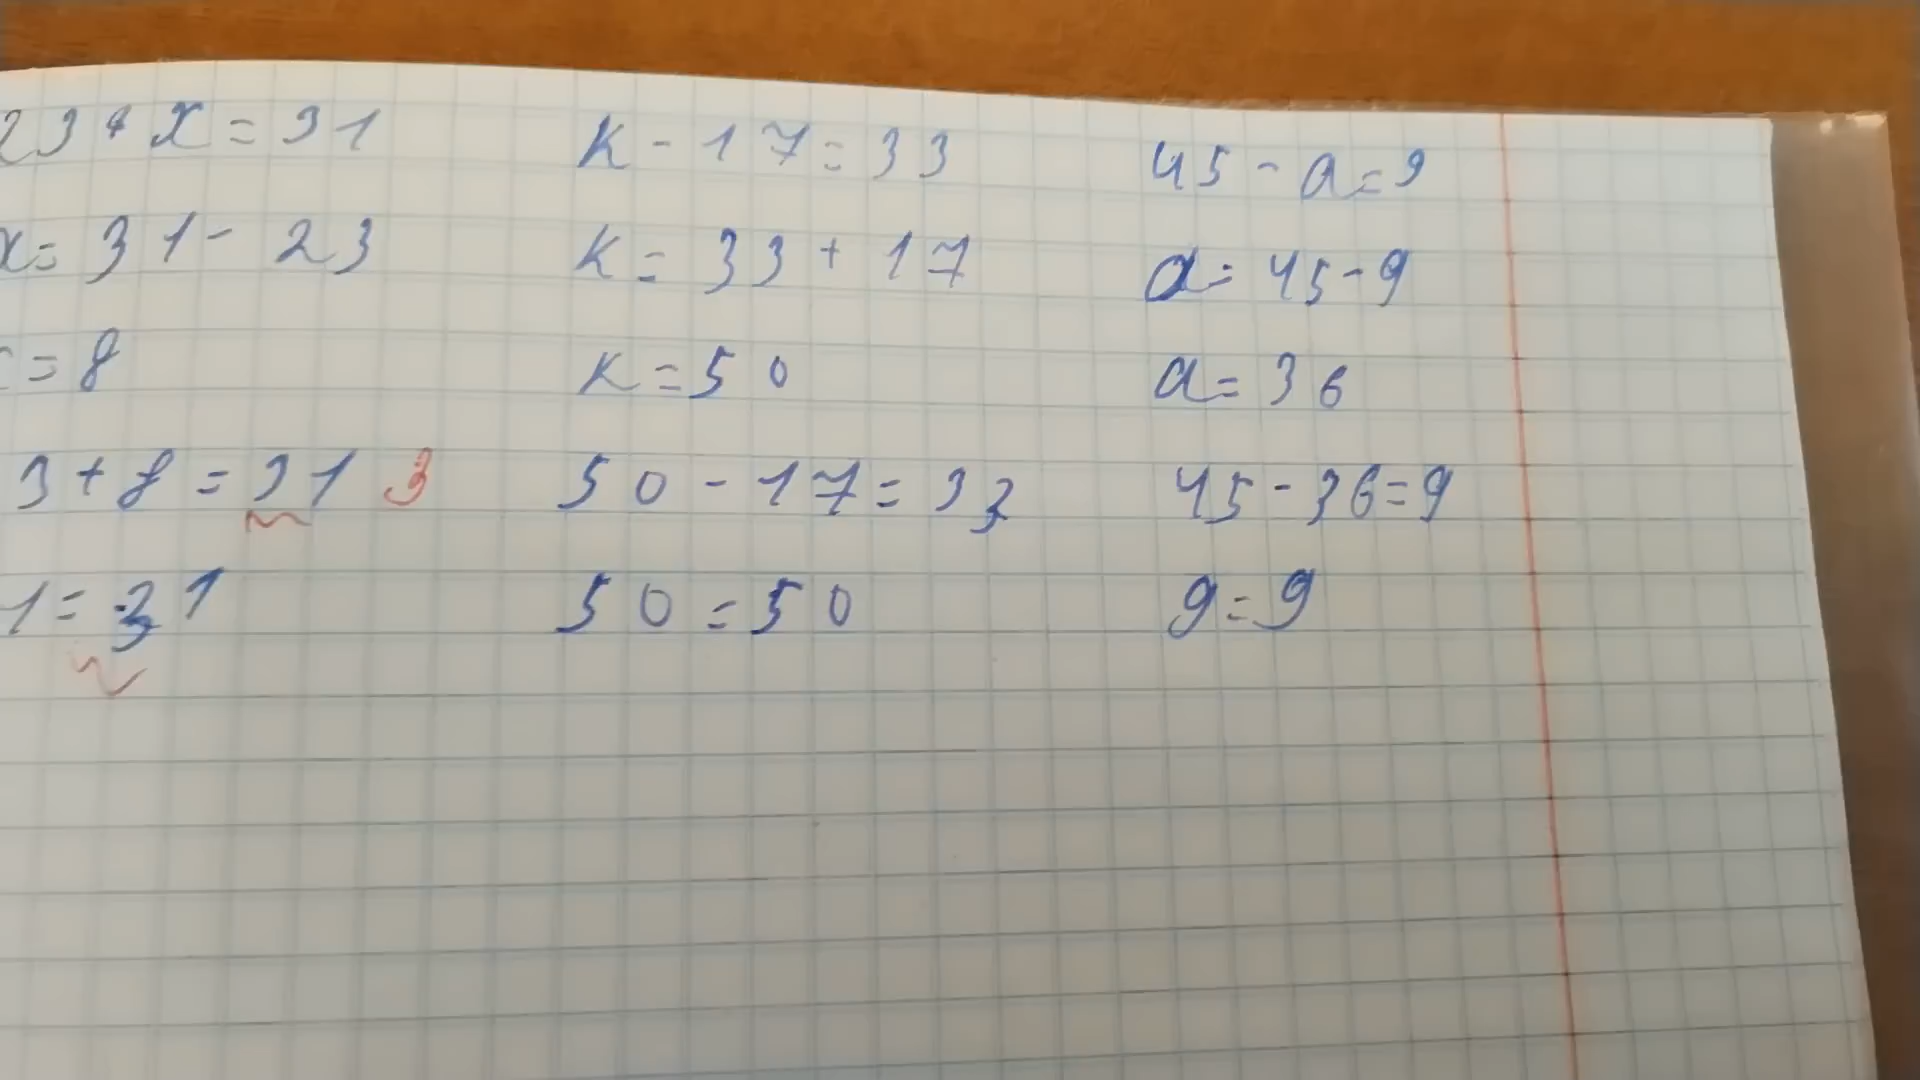 23 + x = 31
x = 31 - 23
= 8
3 + 8 = 31 3
1 = 31
к - 17 = 33
к = 33 + 17
к = 50
50 - 17 = 33
50 = 50
45 - a = 9
a = 45 - 9
a = 36
45 - 36 = 9
9 = 9